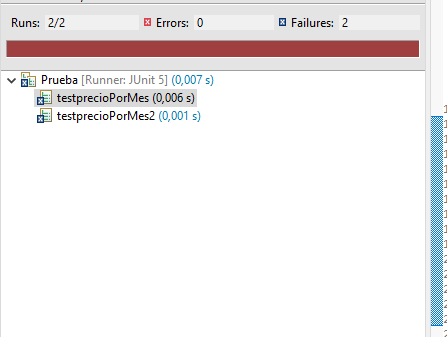 Runs: 2/2 Errors: 0 Failures: 2
Prueba [Runner: JUnit 5] (0,007 s)
testprecioPorMes (0,006 s)
testprecioPorMes2 (0,001 s)